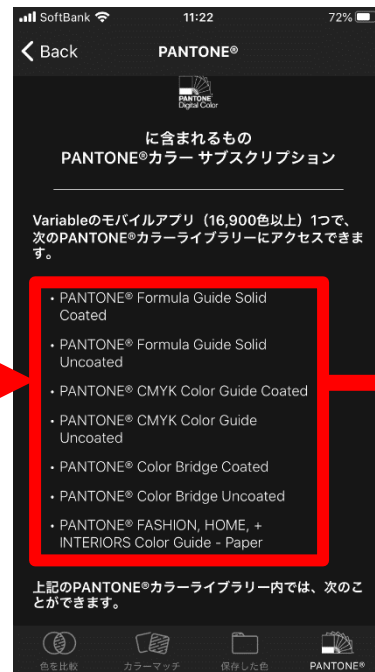 SoftBank 11:22 72%
Back PANTONE®
PANTONE®
Digital Color
に含まれるもの
PANTONE®カラー サブスクリプション
Variableのモバイルアプリ（16,900色以上）1つで、
次のPANTONE®カラーライブラリーにアクセスできま
す。
• PANTONE® Formula Guide Solid
Coated
• PANTONE® Formula Guide Solid
Uncoated
• PANTONE® CMYK Color Guide Coated
• PANTONE® CMYK Color Guide
Uncoated
• PANTONE® Color Bridge Coated
• PANTONE® Color Bridge Uncoated
• PANTONE® FASHION, HOME, +
INTERIORS Color Guide - Paper
上記のPANTONE®カラーライブラリー内では、次のこ
とができます。
色を比較 カラーマッチ 保存した色 PANTONE®